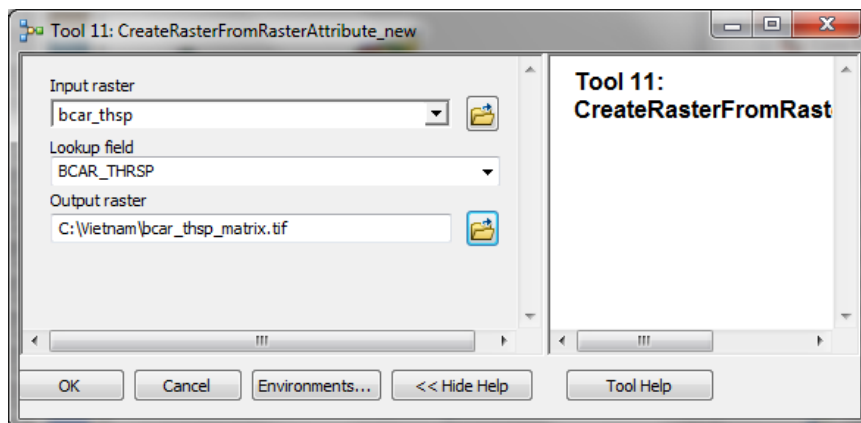 Tool 11: CreateRasterFromRasterAttribute_new
Input raster
bcar_thsp
Lookup field
BCAR_THRSP
Output raster
C:\Vietnam\bcar_thsp_matrix.tif
Tool 11:
CreateRasterFromRast
OK
Cancel
Environments...
<< Hide Help
Tool Help